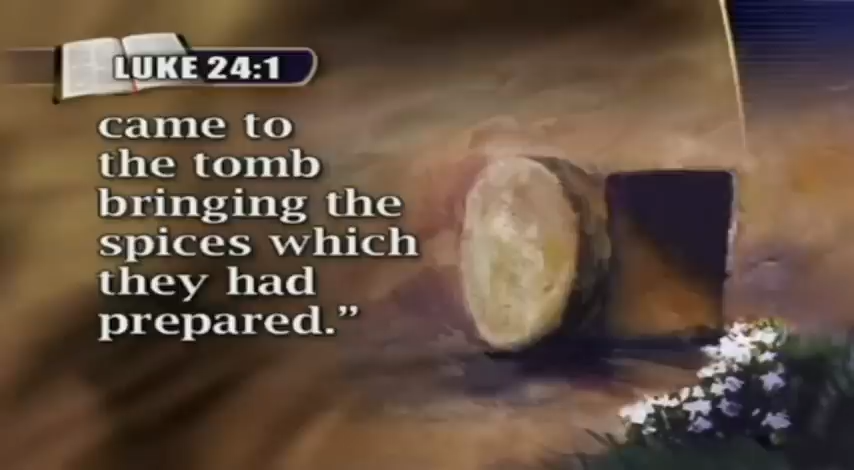 LUKE 24:1
came to
the tomb
bringing the
spices which
they had
prepared.”